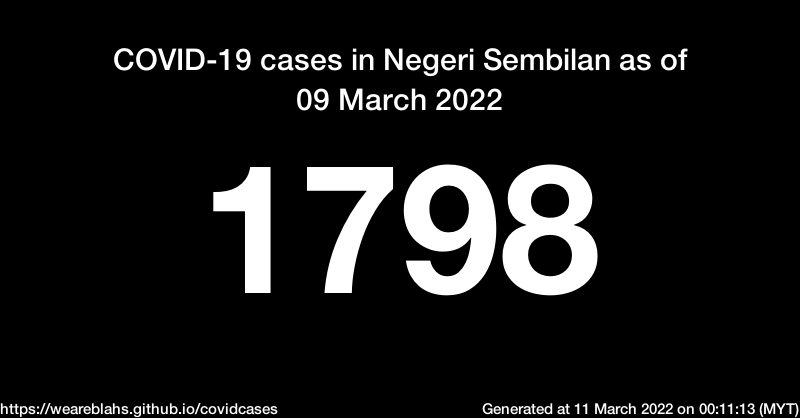 COVID-19 cases in Negeri Sembilan as of
09 March 2022
1798
https://weareblahs.github.io/covidcases
Generated at 11 March 2022 on 00:11:13 (MYT)